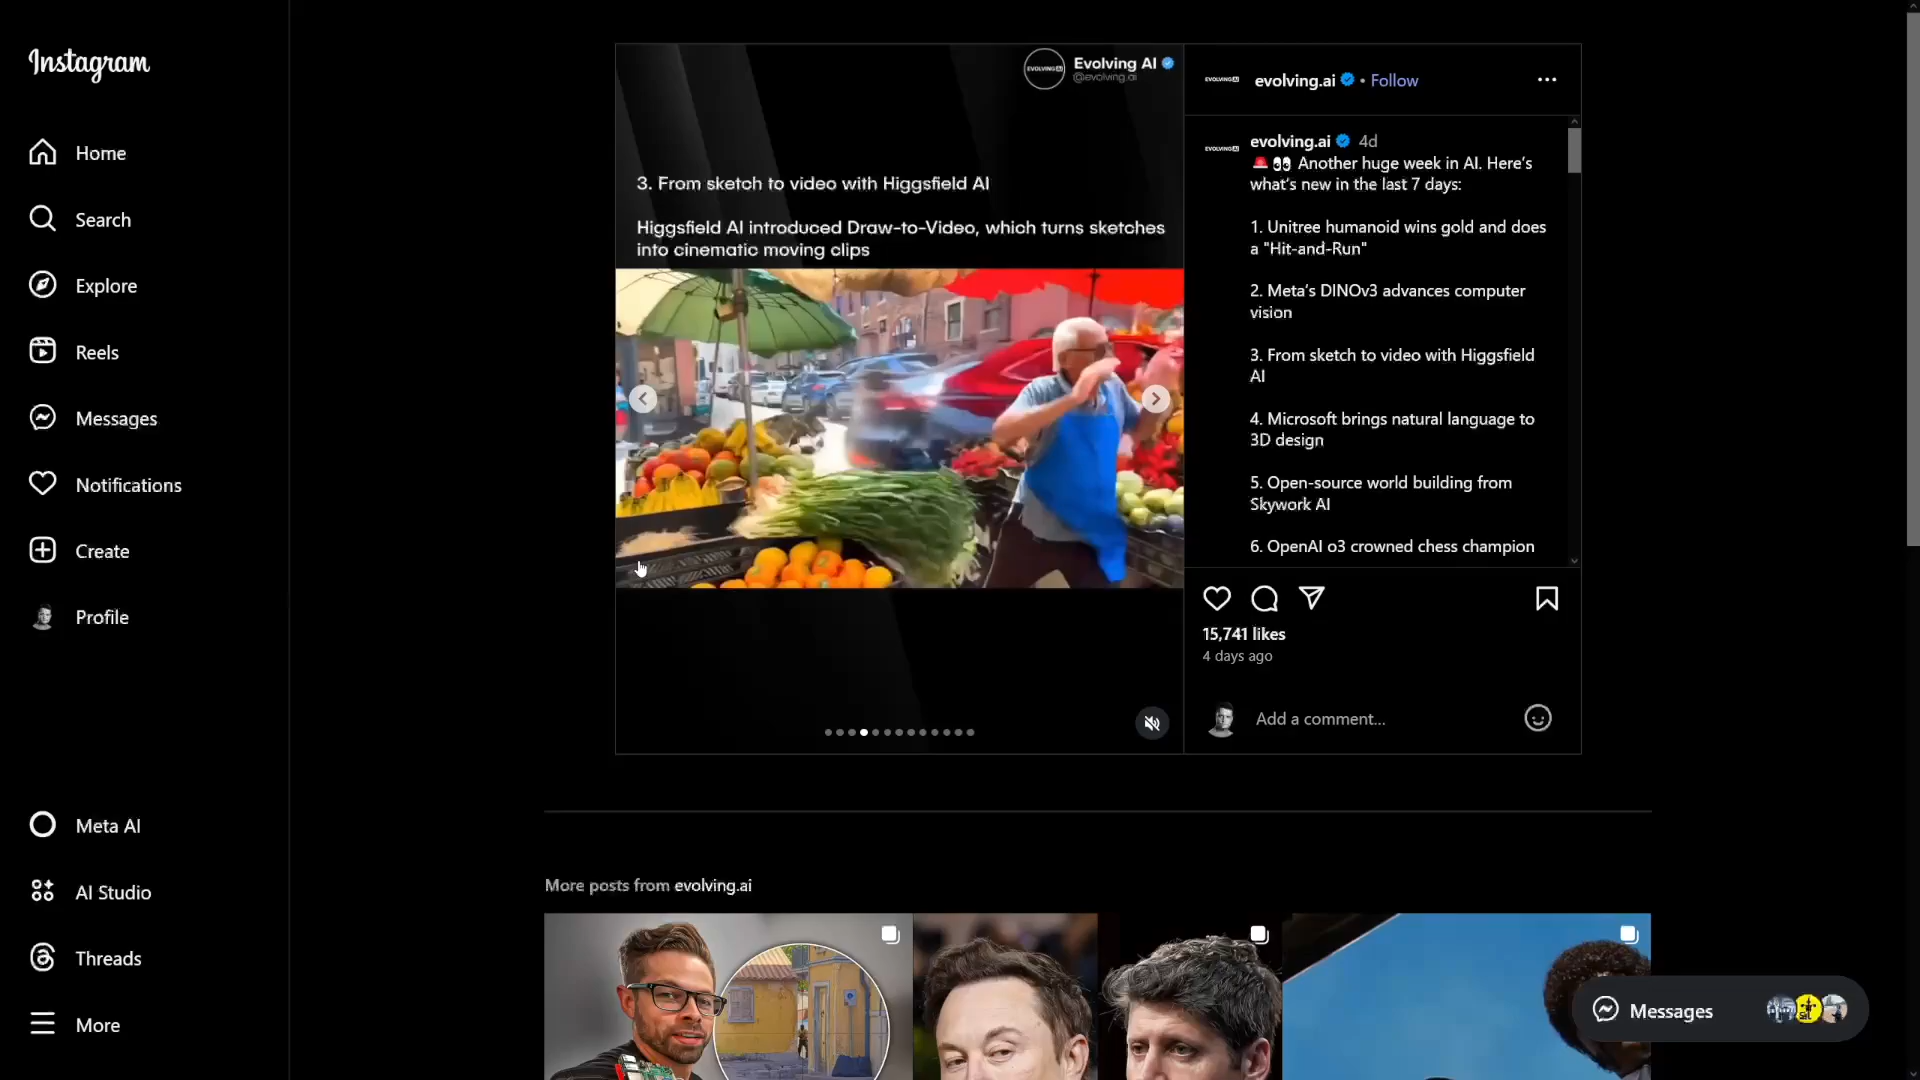 Instagram
Home
Search
Explore
Reels
Messages
Notifications
Create
Profile
Meta AI
AI Studio
Threads
More
EVOLVING AI
Evolving AI
@evolving.ai
3. From sketch to video with Higgsfield AI
Higgsfield AI introduced Draw-to-Video, which turns sketches
into cinematic moving clips
EVOLVING AI
evolving.ai • Follow
EVOLVING AI
evolving.ai 4d
🚨👀 Another huge week in AI. Here’s
what’s new in the last 7 days:
1. Unitree humanoid wins gold and does
a "Hit-and-Run"
2. Meta’s DINOv3 advances computer
vision
3. From sketch to video with Higgsfield
AI
4. Microsoft brings natural language to
3D design
5. Open-source world building from
Skywork AI
6. OpenAI o3 crowned chess champion
15,741 likes
4 days ago
Add a comment...
More posts from evolving.ai
Messages